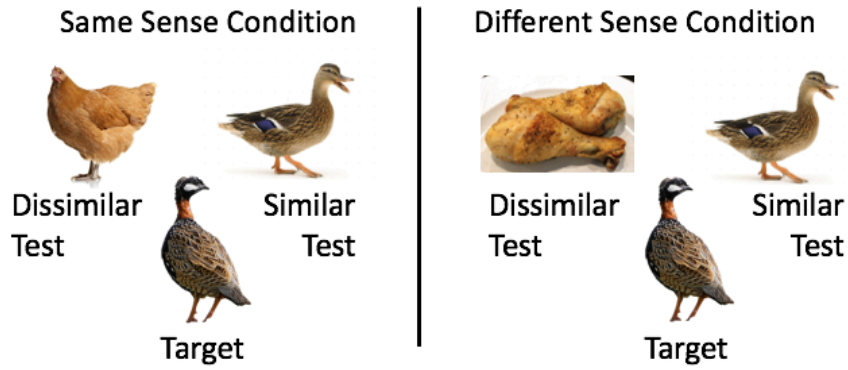 Same Sense Condition
Dissimilar
Test
Similar
Test
Target
Different Sense Condition
Dissimilar
Test
Similar
Test
Target